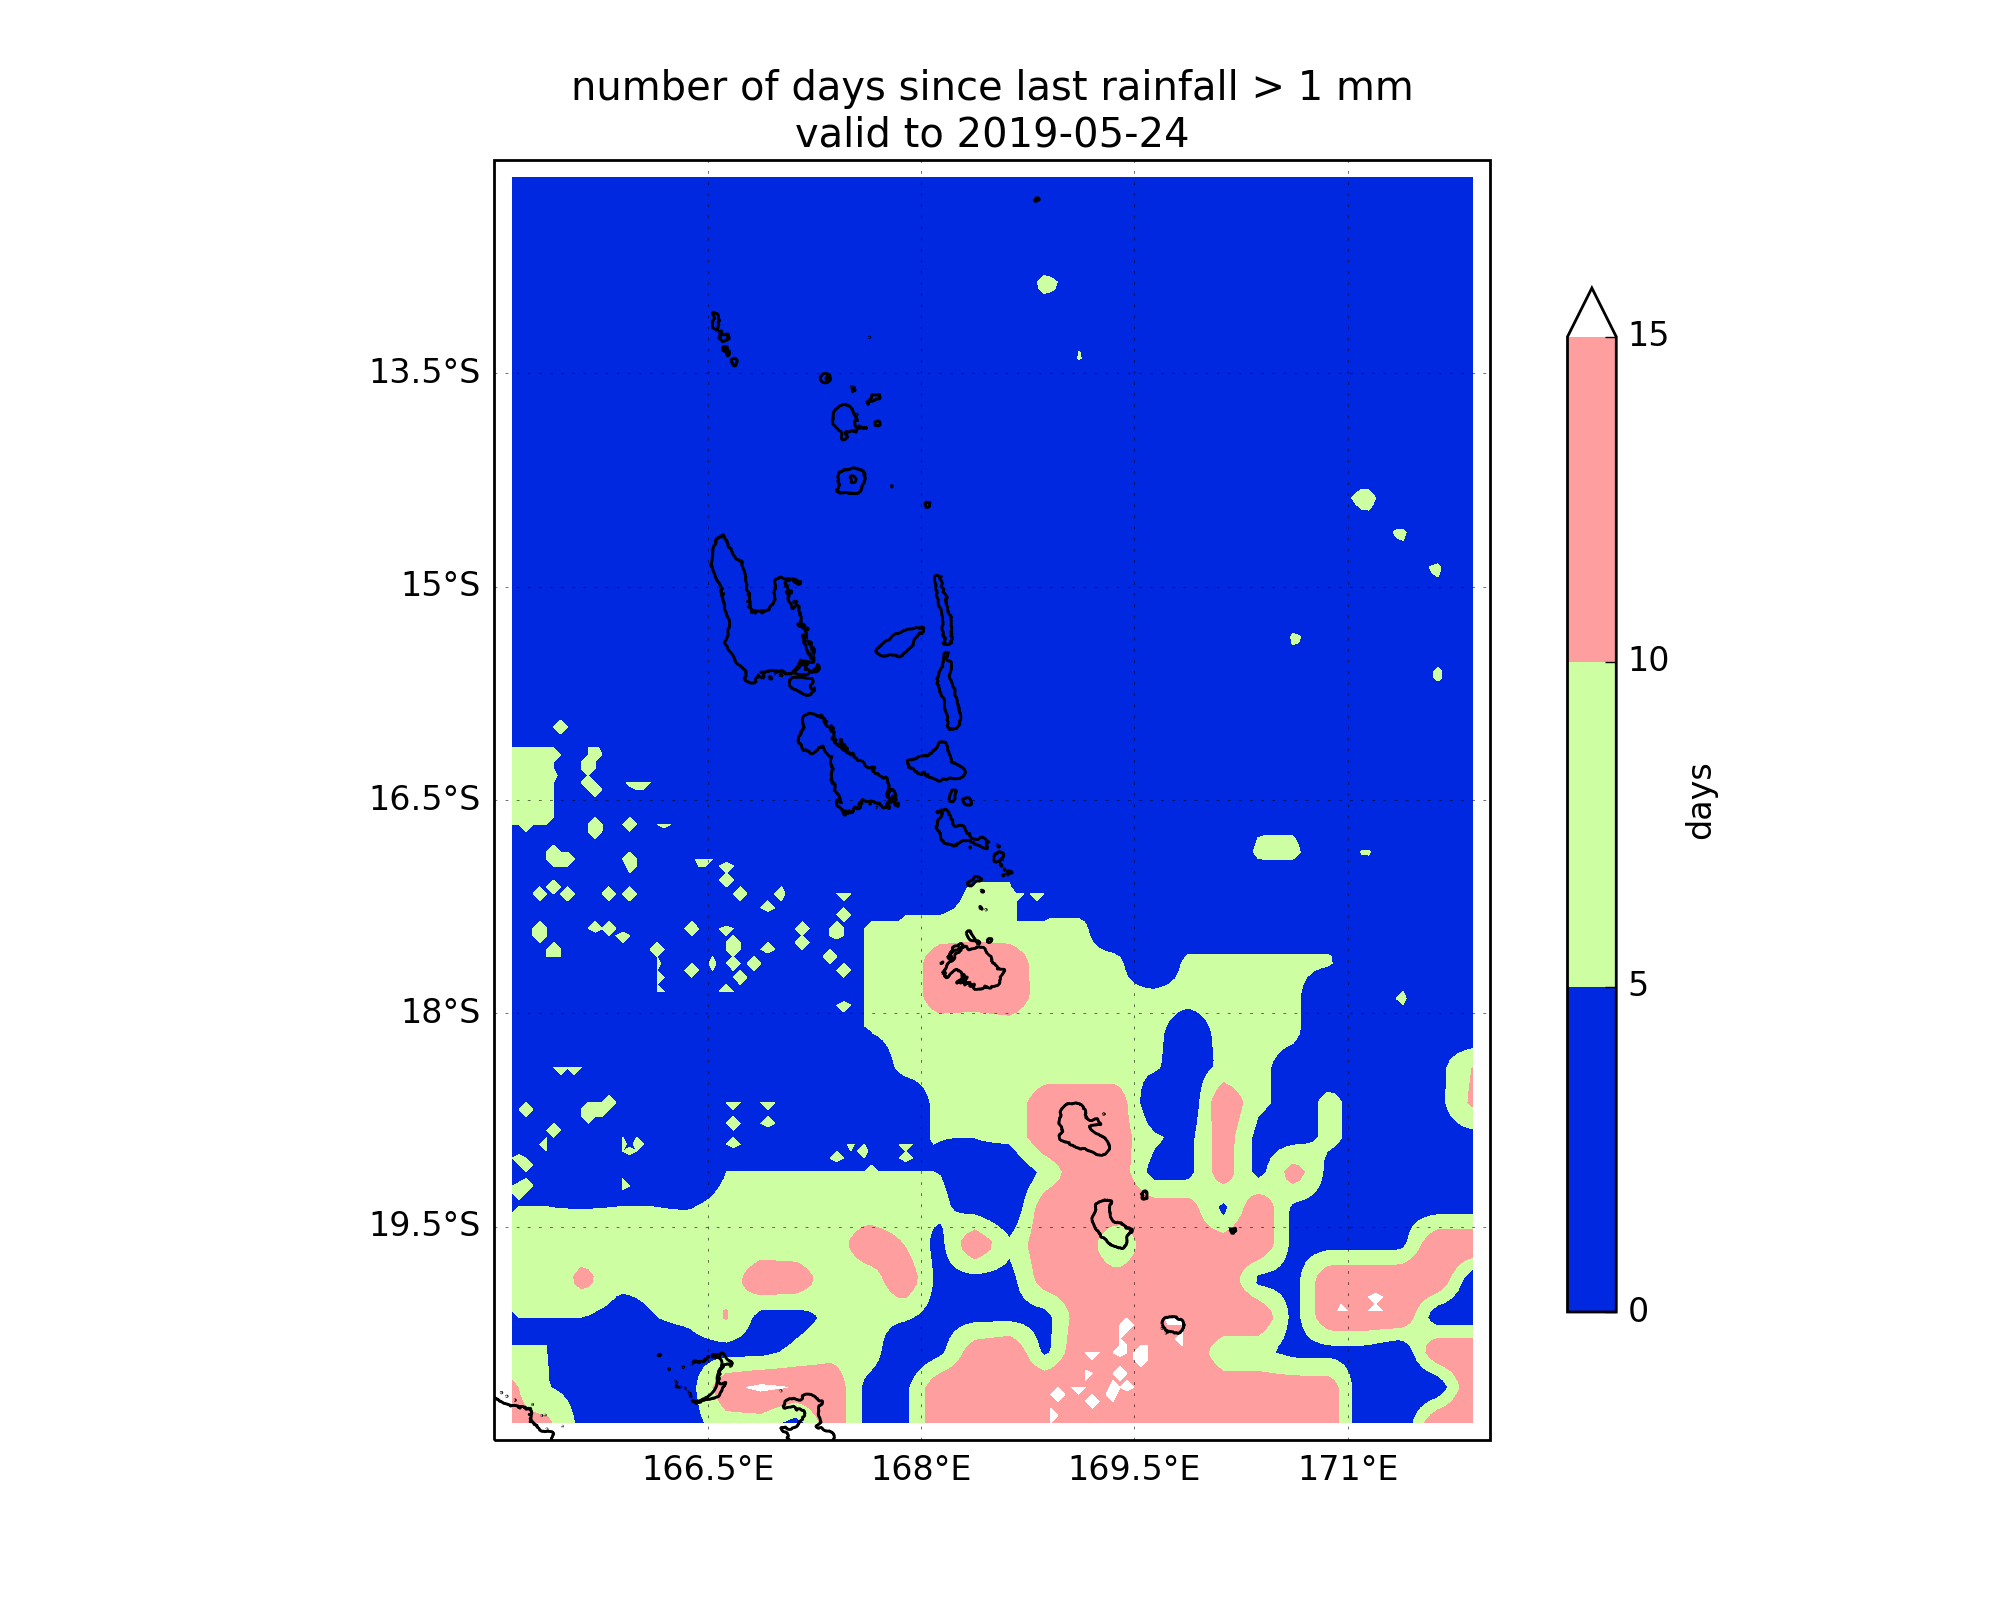 number of days since last rainfall > 1 mm
valid to 2019-05-24
13.5°S
15°S
16.5°S
18°S
19.5°S
166.5°E
168°E
169.5°E
171°E
15
10
5
0
days